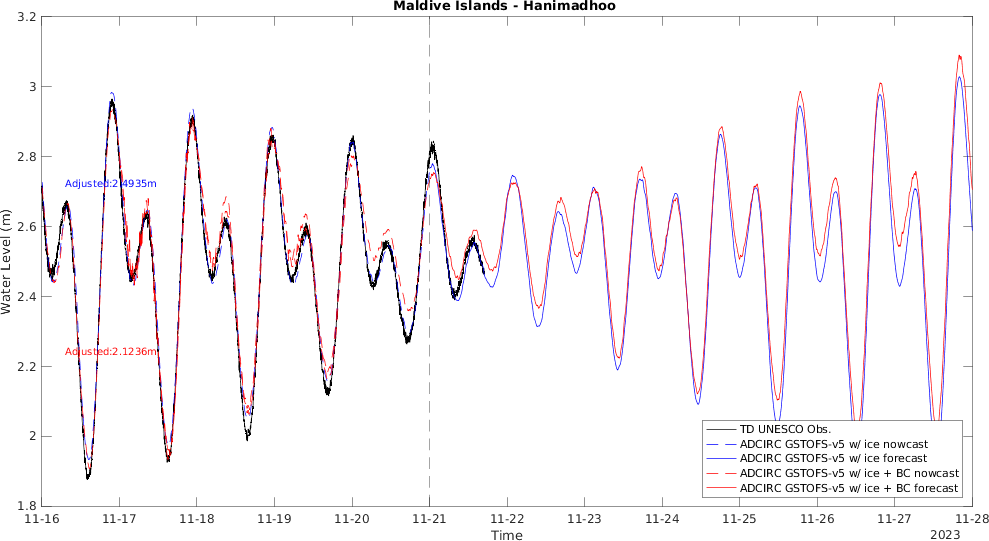 Maldive Islands - Hanimadhoo
3.2
3
2.8
2.6
2.4
2.2
2
1.8
Water Level (m)
Adjusted:2.4935m
Adjusted:2.1236m
TD UNESCO Obs.
ADCIRC GSTOFS-v5 w/ ice nowcast
ADCIRC GSTOFS-v5 w/ ice forecast
ADCIRC GSTOFS-v5 w/ ice + BC nowcast
ADCIRC GSTOFS-v5 w/ ice + BC forecast
11-16 11-17 11-18 11-19 11-20 11-21 11-22 11-23 11-24 11-25 11-26 11-27 11-28
Time
2023